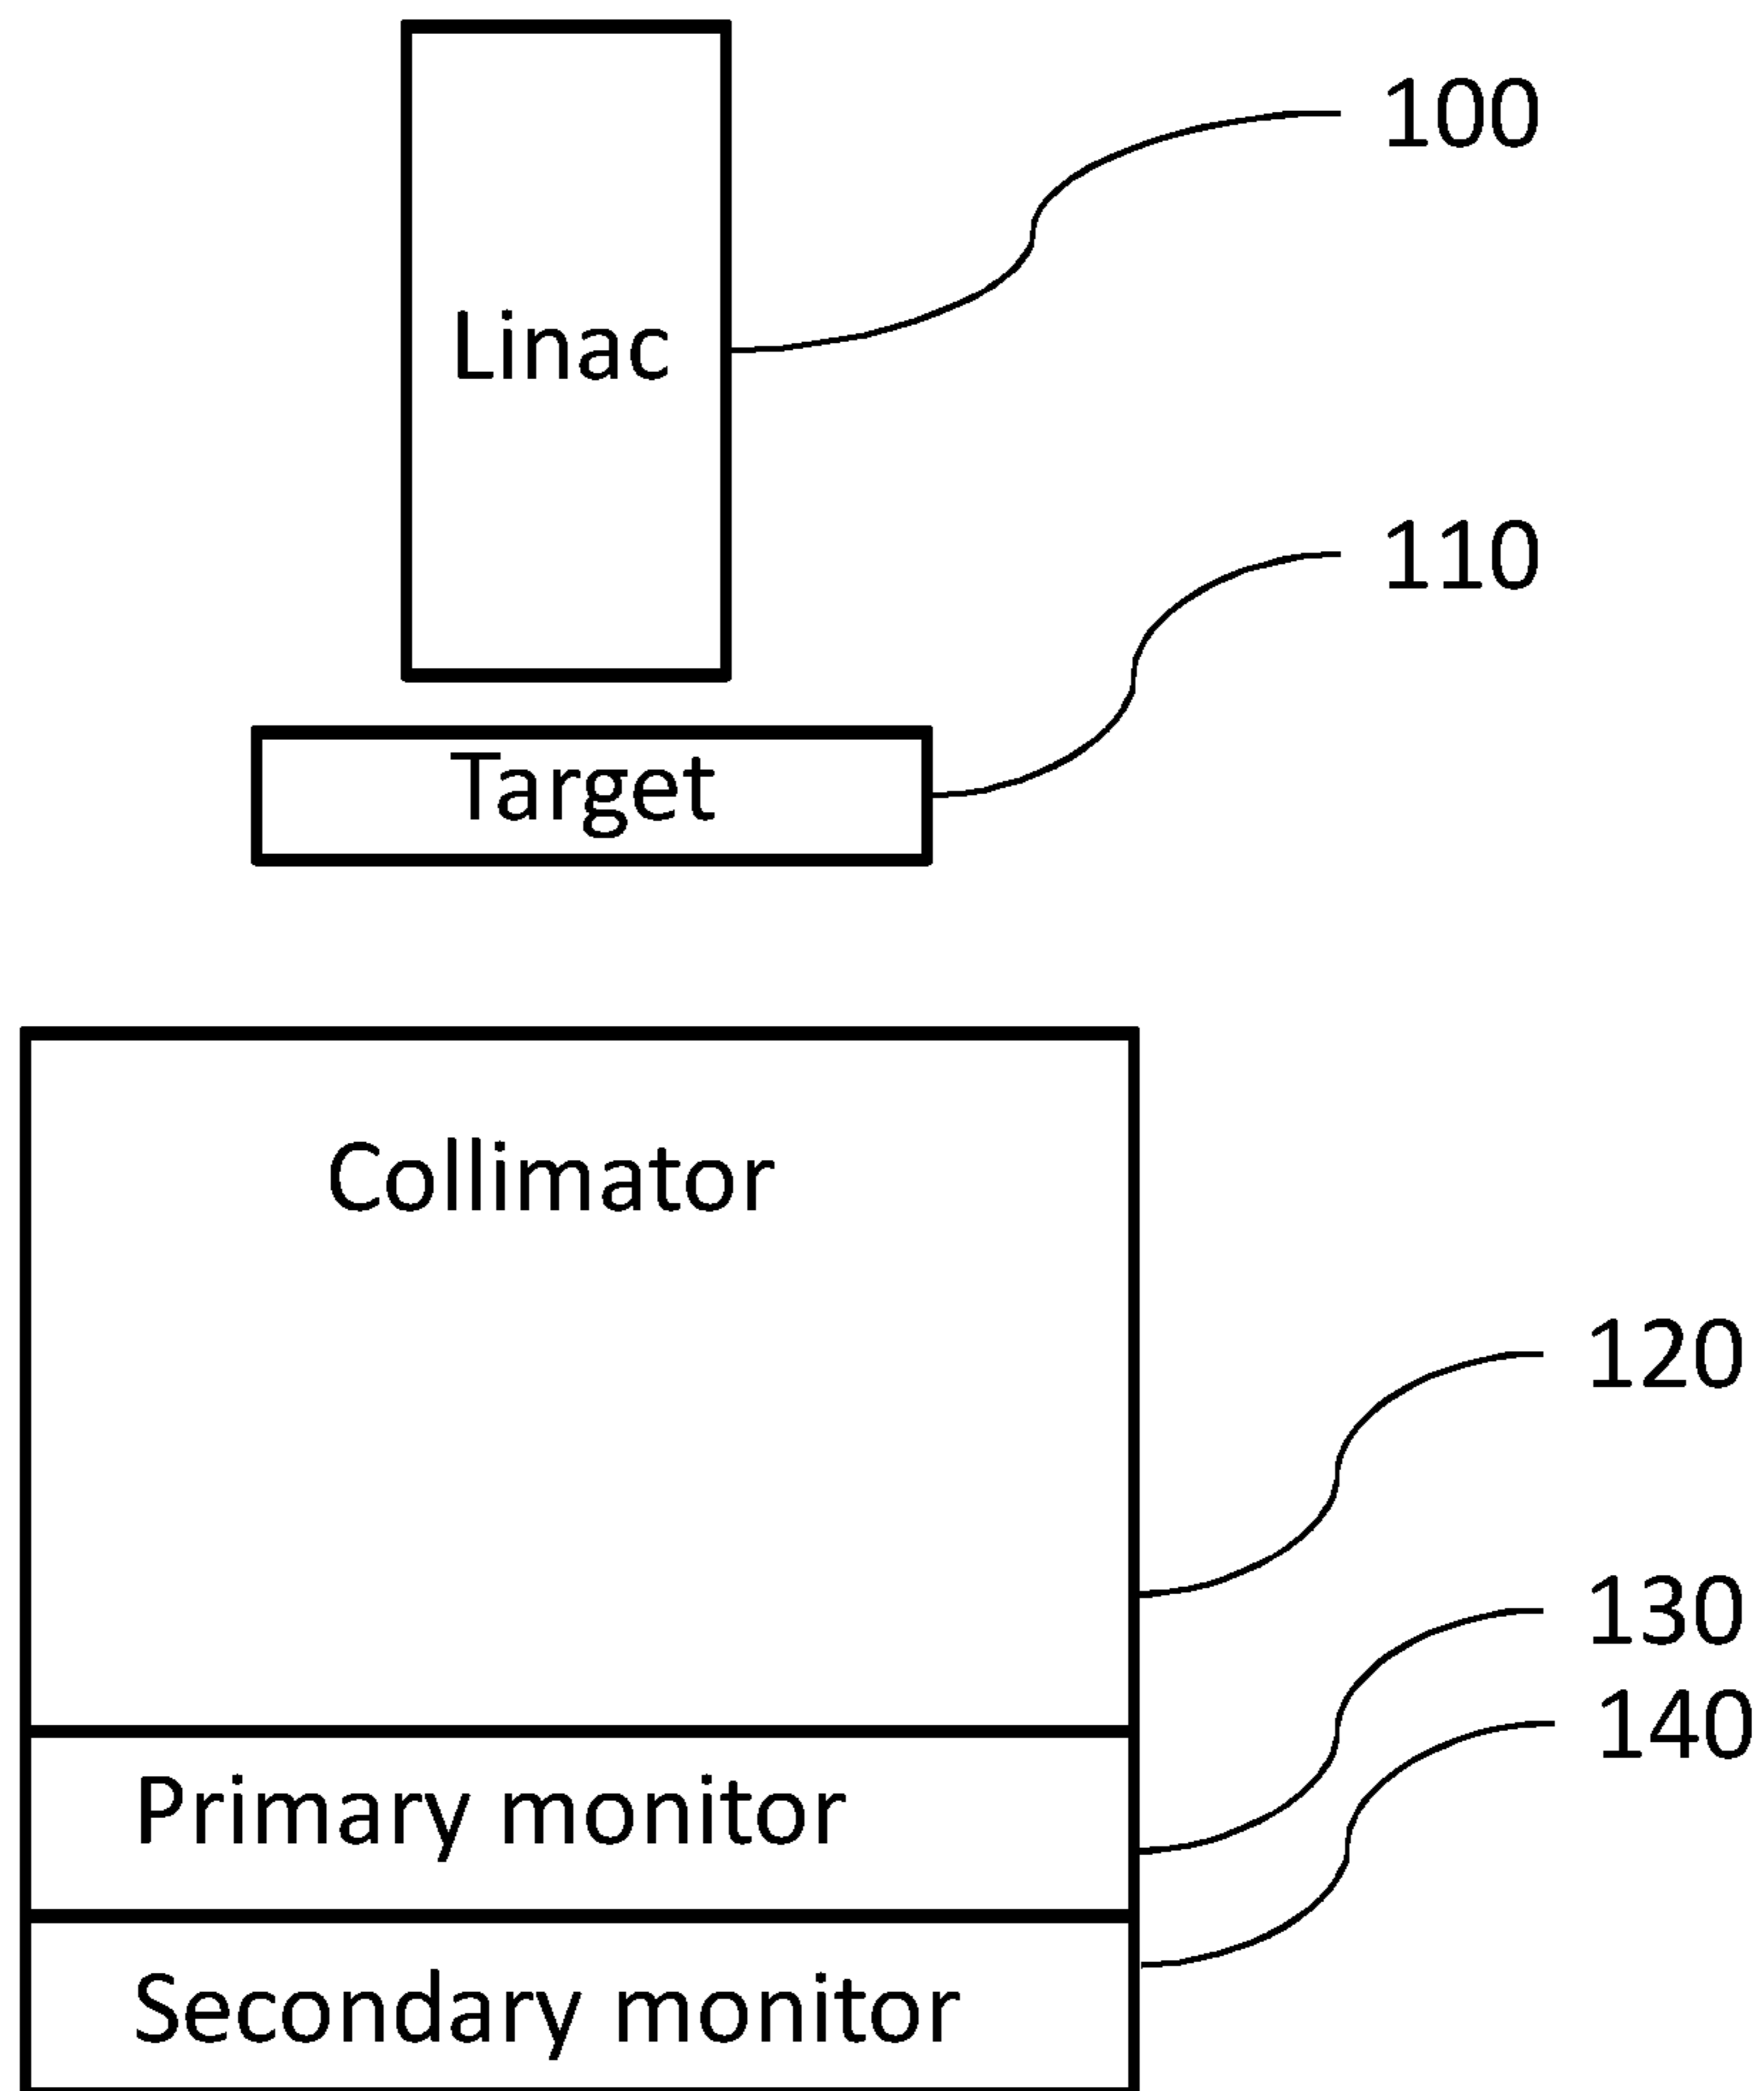 100
Linac
110
Target
Collimator
120
130
140
Primary monitor
Secondary monitor